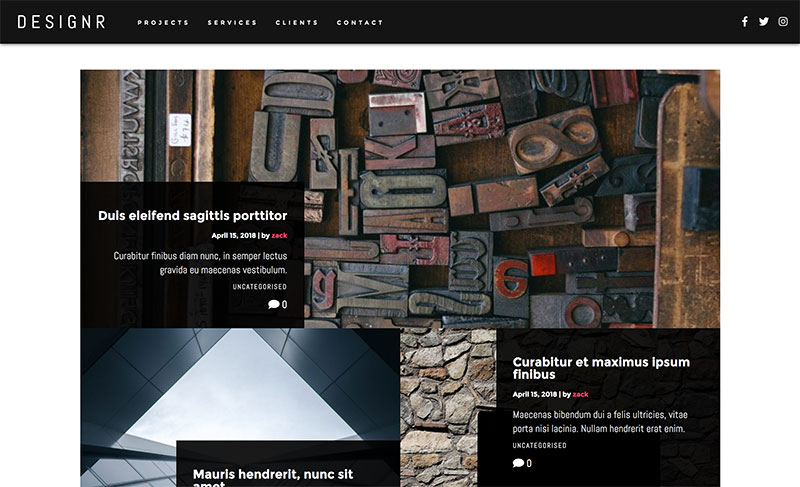 DESIGNR
PROJECTS SERVICES CLIENTS CONTACT
Duis eleifend sagittis porttitor
April 15, 2018 | by zack
Curabitur finibus diam nunc, in semper lectus
gravida eu maecenas vestibulum.
UNCATEGORISED
0
Curabitur et maximus ipsum
finibus
April 15, 2018 | by zack
Maecenas bibendum dui a felis ultricies, vitae
porta nisi lacinia. Nullam hendrerit erat enim.
UNCATEGORISED
0
Mauris hendrerit, nunc sit
amet